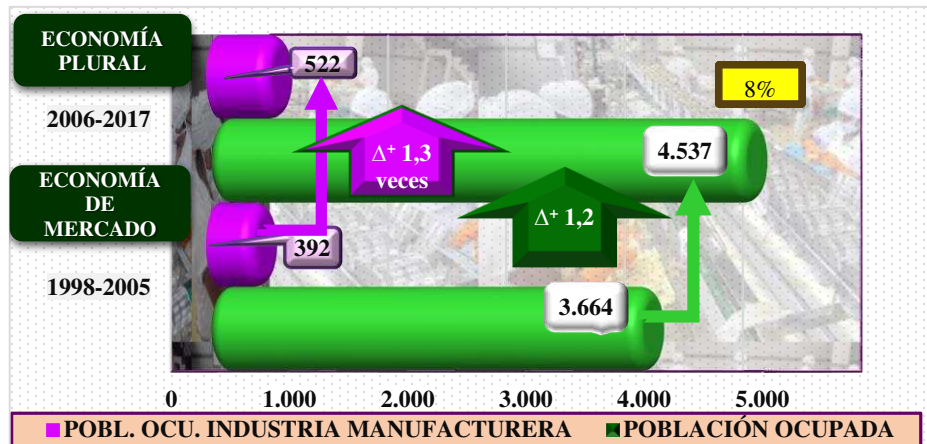 ECONOMÍA
PLURAL
2006-2017
522
8%
4.537
Δ⁺ 1,3
veces
ECONOMÍA
DE
MERCADO
1998-2005
392
Δ⁺ 1,2
3.664
0 1.000 2.000 3.000 4.000 5.000
POBL. OCU. INDUSTRIA MANUFACTURERA POBLACIÓN OCUPADA